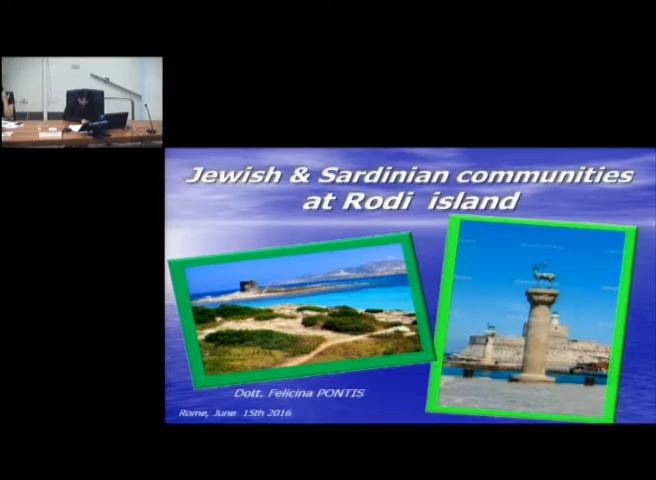 Jewish & Sardinian communities
at Rodi island
Dott. Felicina PONTIS
Rome, June 15th 2016